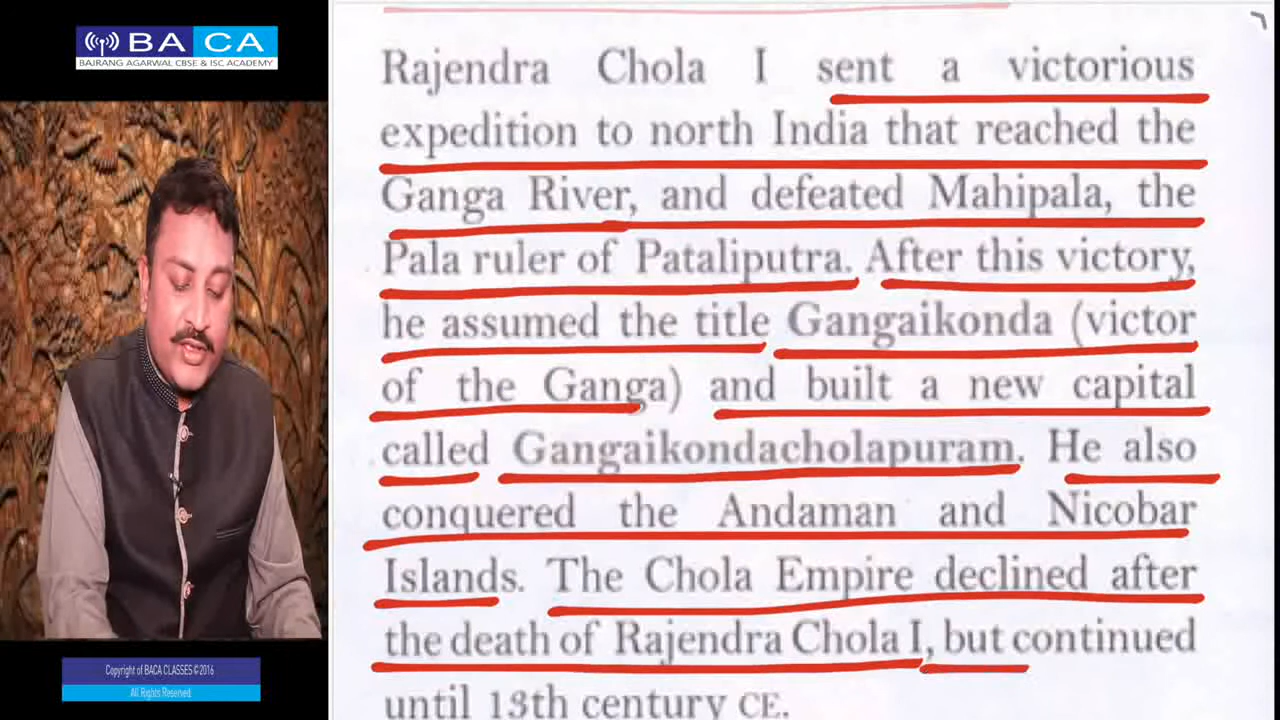 BACA
BAJRANG AGARWAL CBSE & ISC ACADEMY
Rajendra Chola I sent a victorious
expedition to north India that reached the
Ganga River, and defeated Mahipala, the
Pala ruler of Pataliputra. After this victory,
he assumed the title Gangaikonda (victor
of the Ganga) and built a new capital
called Gangaikondacholapuram. He also
conquered the Andaman and Nicobar
Islands. The Chola Empire declined after
the death of Rajendra Chola I, but continued
until 13th century CE.
Copyright of BACA CLASSES ©2016
All Rights Reserved.